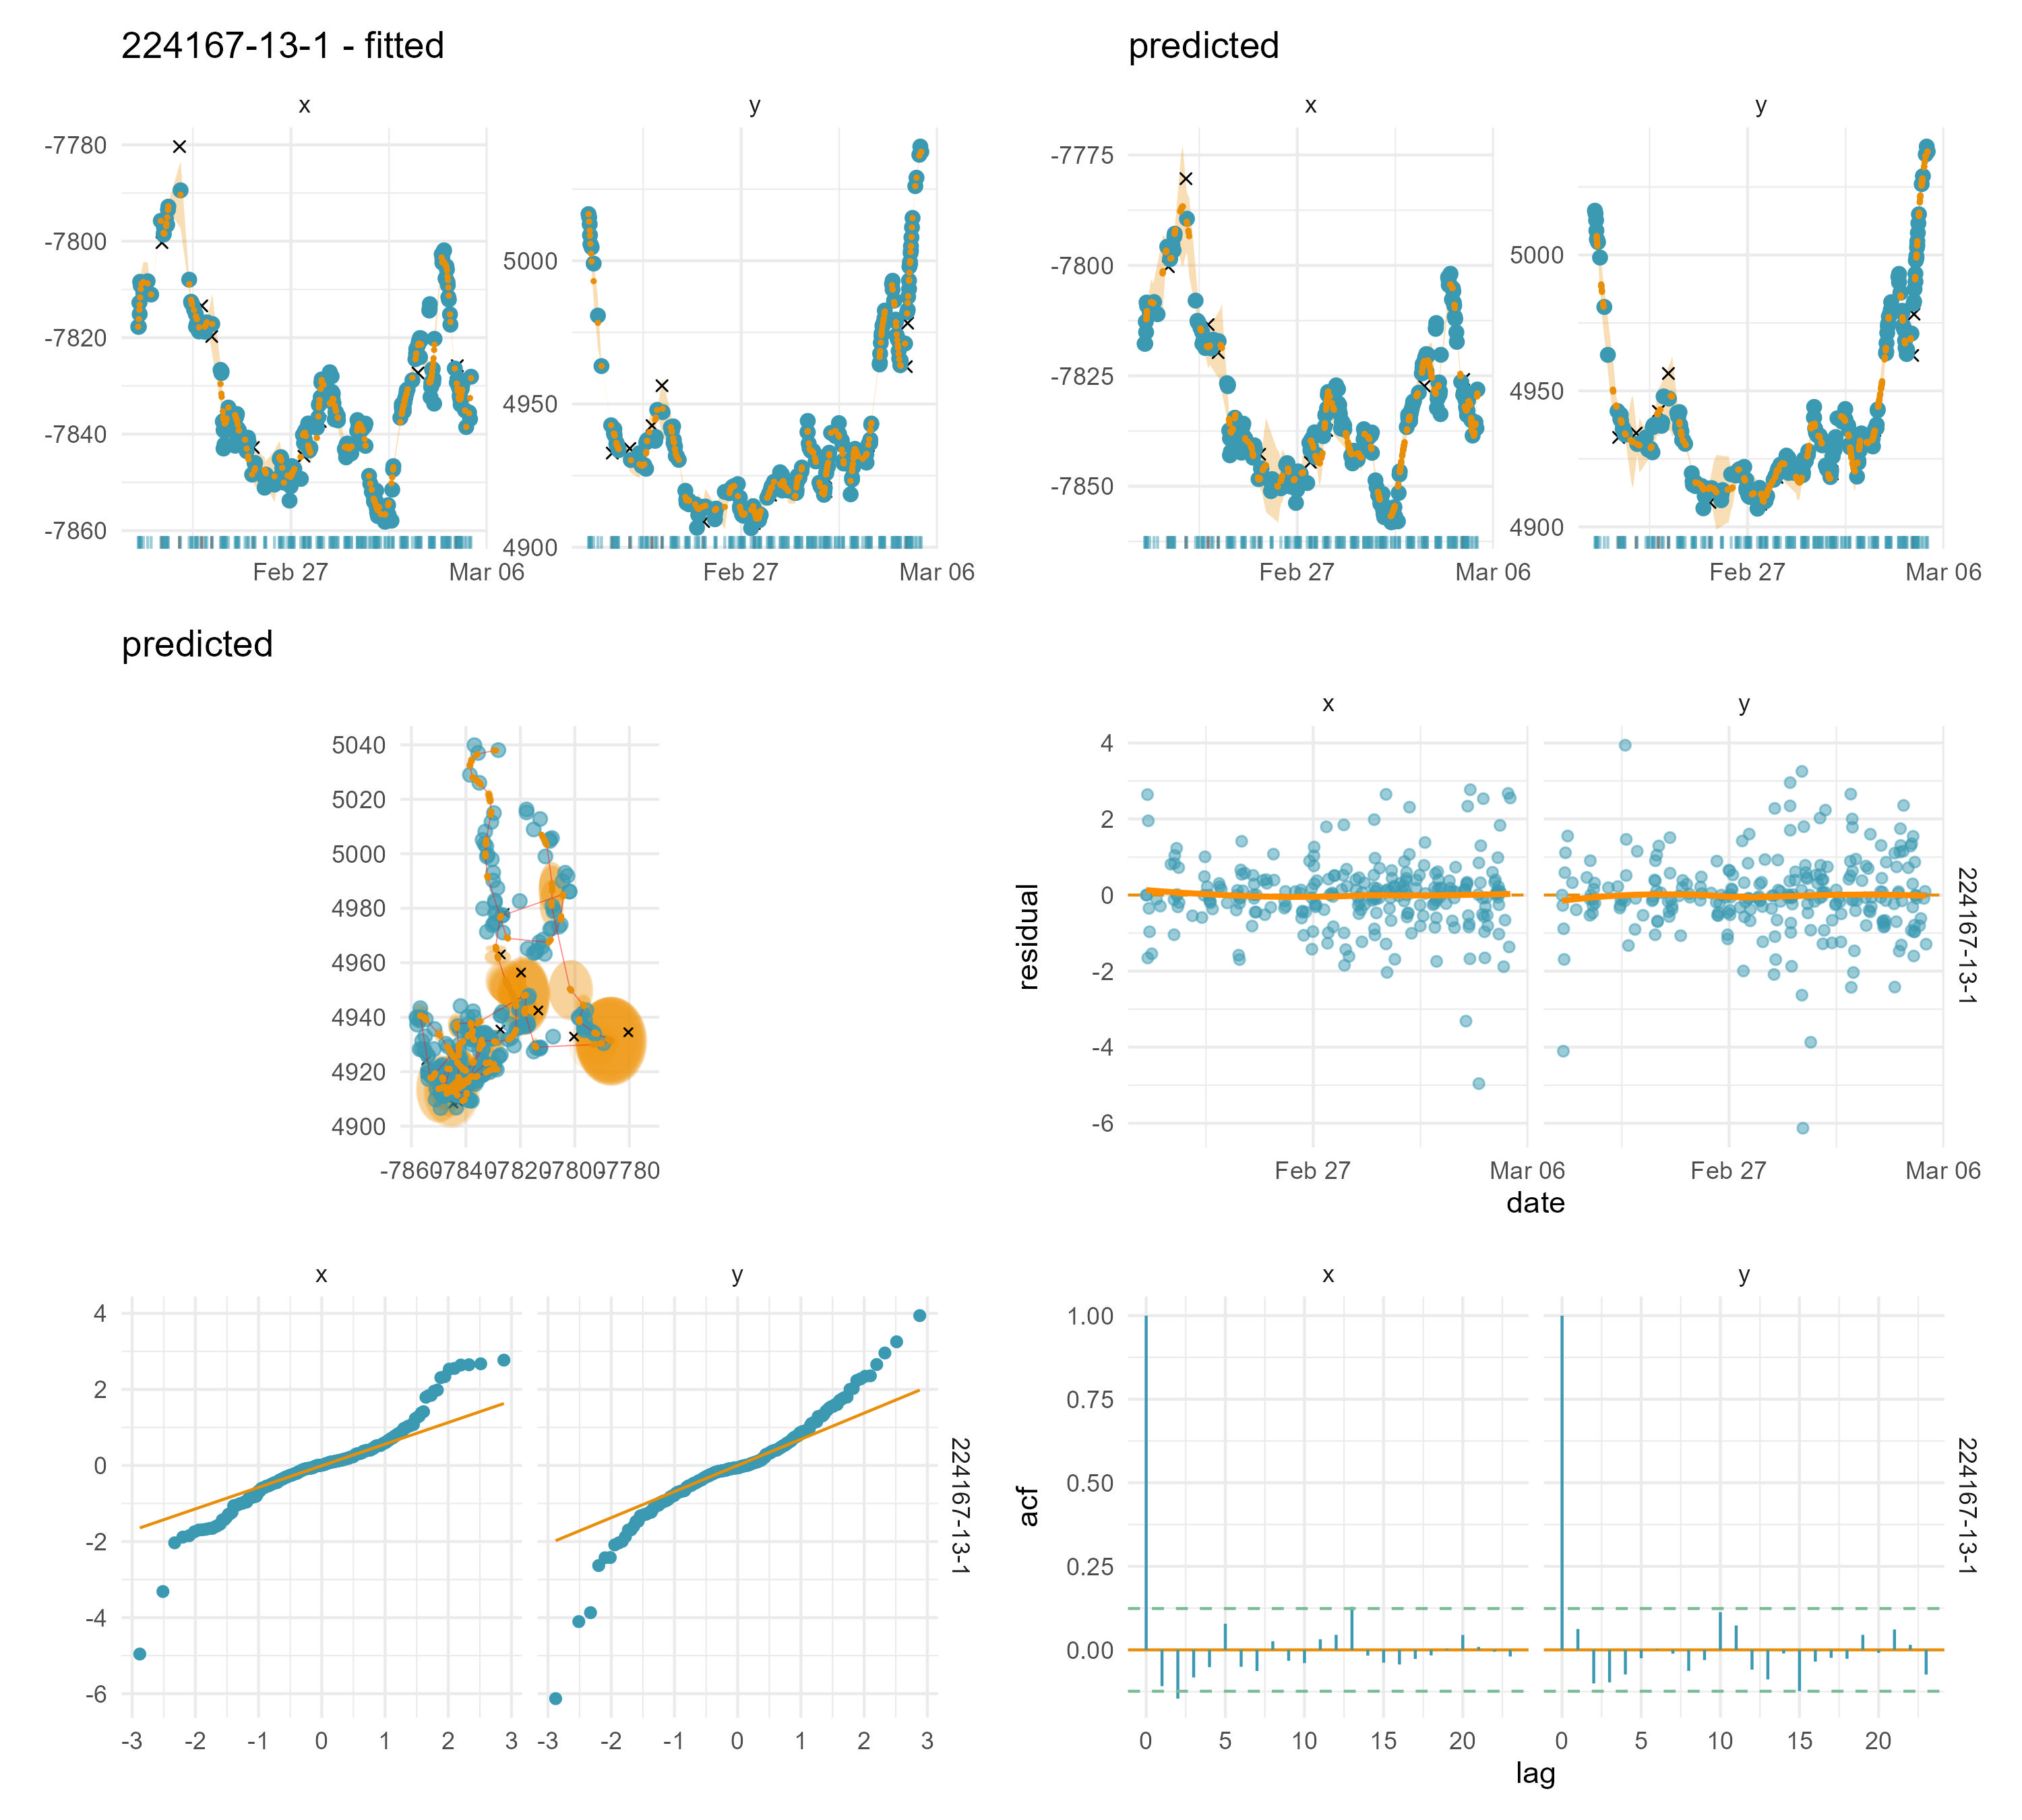 224167-13-1 - fitted
x
y
-7780
-7800
-7820
-7840
-7860
5000
4950
4900
Feb 27
Mar 06
Feb 27
Mar 06
predicted
x
y
-7775
-7800
-7825
-7850
5000
4950
4900
Feb 27
Mar 06
Feb 27
Mar 06
predicted
5040
5020
5000
4980
4960
4940
4920
4900
-7860
-7840
-7820
-7800
-7780
x
y
residual
4
2
0
-2
-4
-6
Feb 27
Mar 06
Feb 27
Mar 06
date
224167-13-1
x
y
4
2
0
-2
-4
-6
-3 -2 -1 0 1 2 3
-3 -2 -1 0 1 2 3
224167-13-1
x
y
acf
1.00
0.75
0.50
0.25
0.00
0 5 10 15 20
0 5 10 15 20
lag
224167-13-1